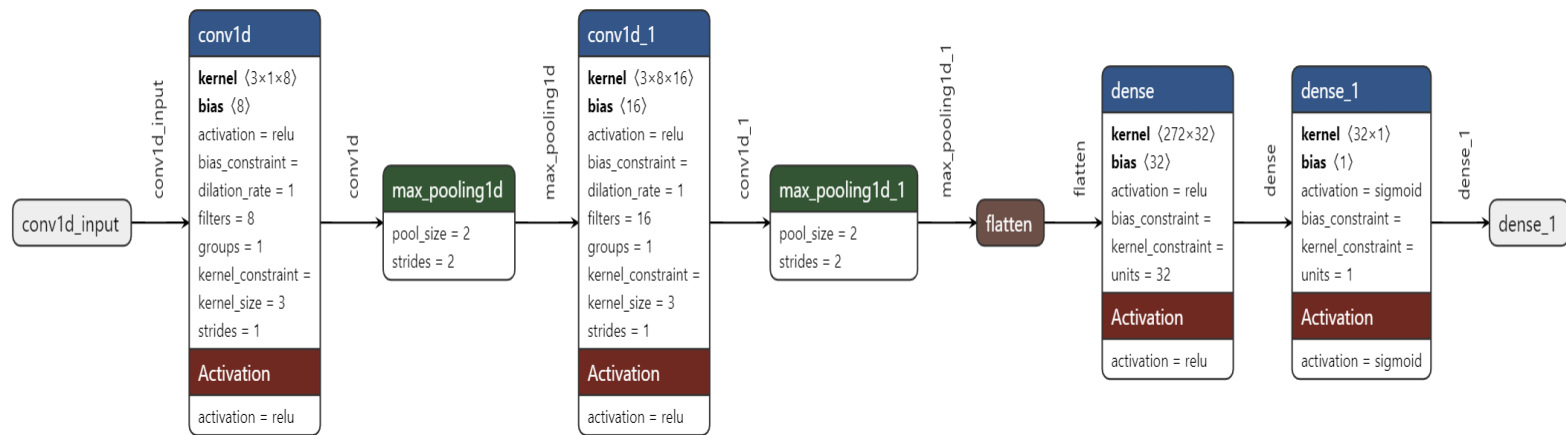 conv1d_input
conv1d_input
conv1d
kernel 〈3×1×8〉
bias 〈8〉
activation = relu
bias_constraint =
dilation_rate = 1
filters = 8
groups = 1
kernel_constraint =
kernel_size = 3
strides = 1
Activation
activation = relu
conv1d
max_pooling1d
pool_size = 2
strides = 2
max_pooling1d
conv1d_1
kernel 〈3×8×16〉
bias 〈16〉
activation = relu
bias_constraint =
dilation_rate = 1
filters = 16
groups = 1
kernel_constraint =
kernel_size = 3
strides = 1
Activation
activation = relu
conv1d_1
max_pooling1d_1
pool_size = 2
strides = 2
max_pooling1d_1
flatten
flatten
dense
kernel 〈272×32〉
bias 〈32〉
activation = relu
bias_constraint =
kernel_constraint =
units = 32
Activation
activation = relu
dense
dense_1
kernel 〈32×1〉
bias 〈1〉
activation = sigmoid
bias_constraint =
kernel_constraint =
units = 1
Activation
activation = sigmoid
dense_1
dense_1